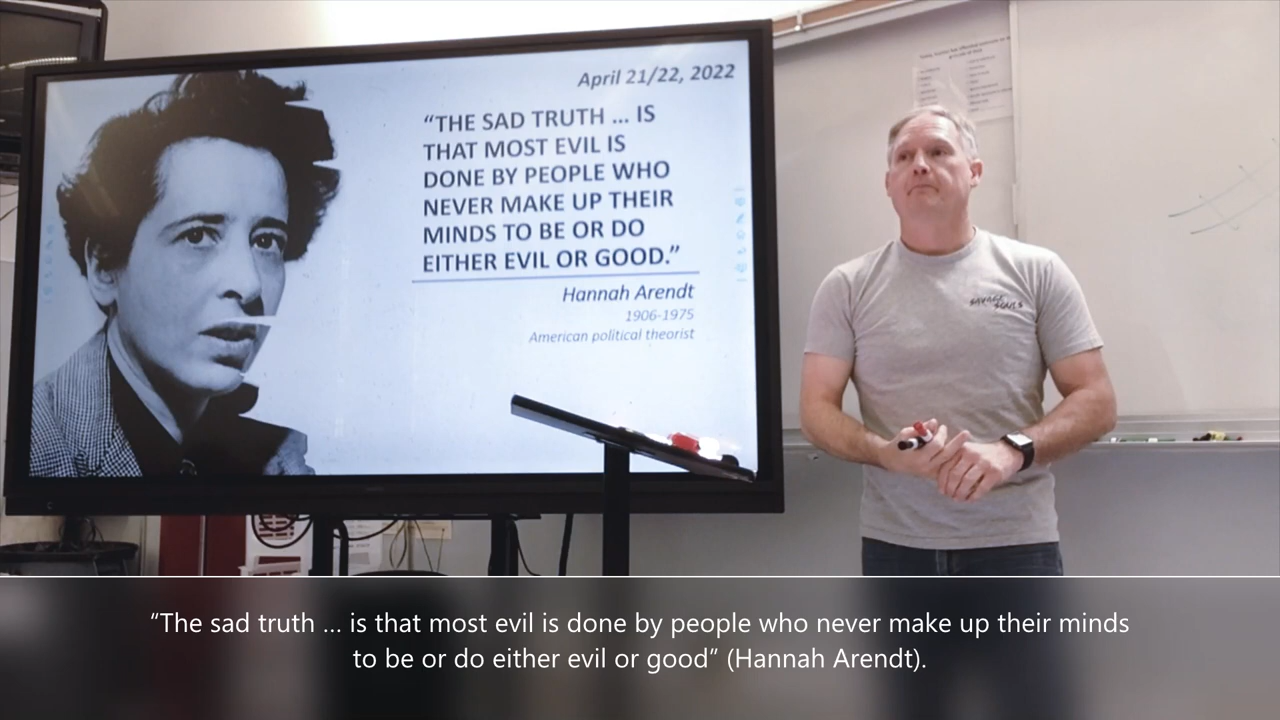 April 21/22, 2022
“THE SAD TRUTH ... IS
THAT MOST EVIL IS
DONE BY PEOPLE WHO
NEVER MAKE UP THEIR
MINDS TO BE OR DO
EITHER EVIL OR GOOD.”
Hannah Arendt
1906-1975
American political theorist
SAVAGE
SOULS
“The sad truth ... is that most evil is done by people who never make up their minds
to be or do either evil or good” (Hannah Arendt).